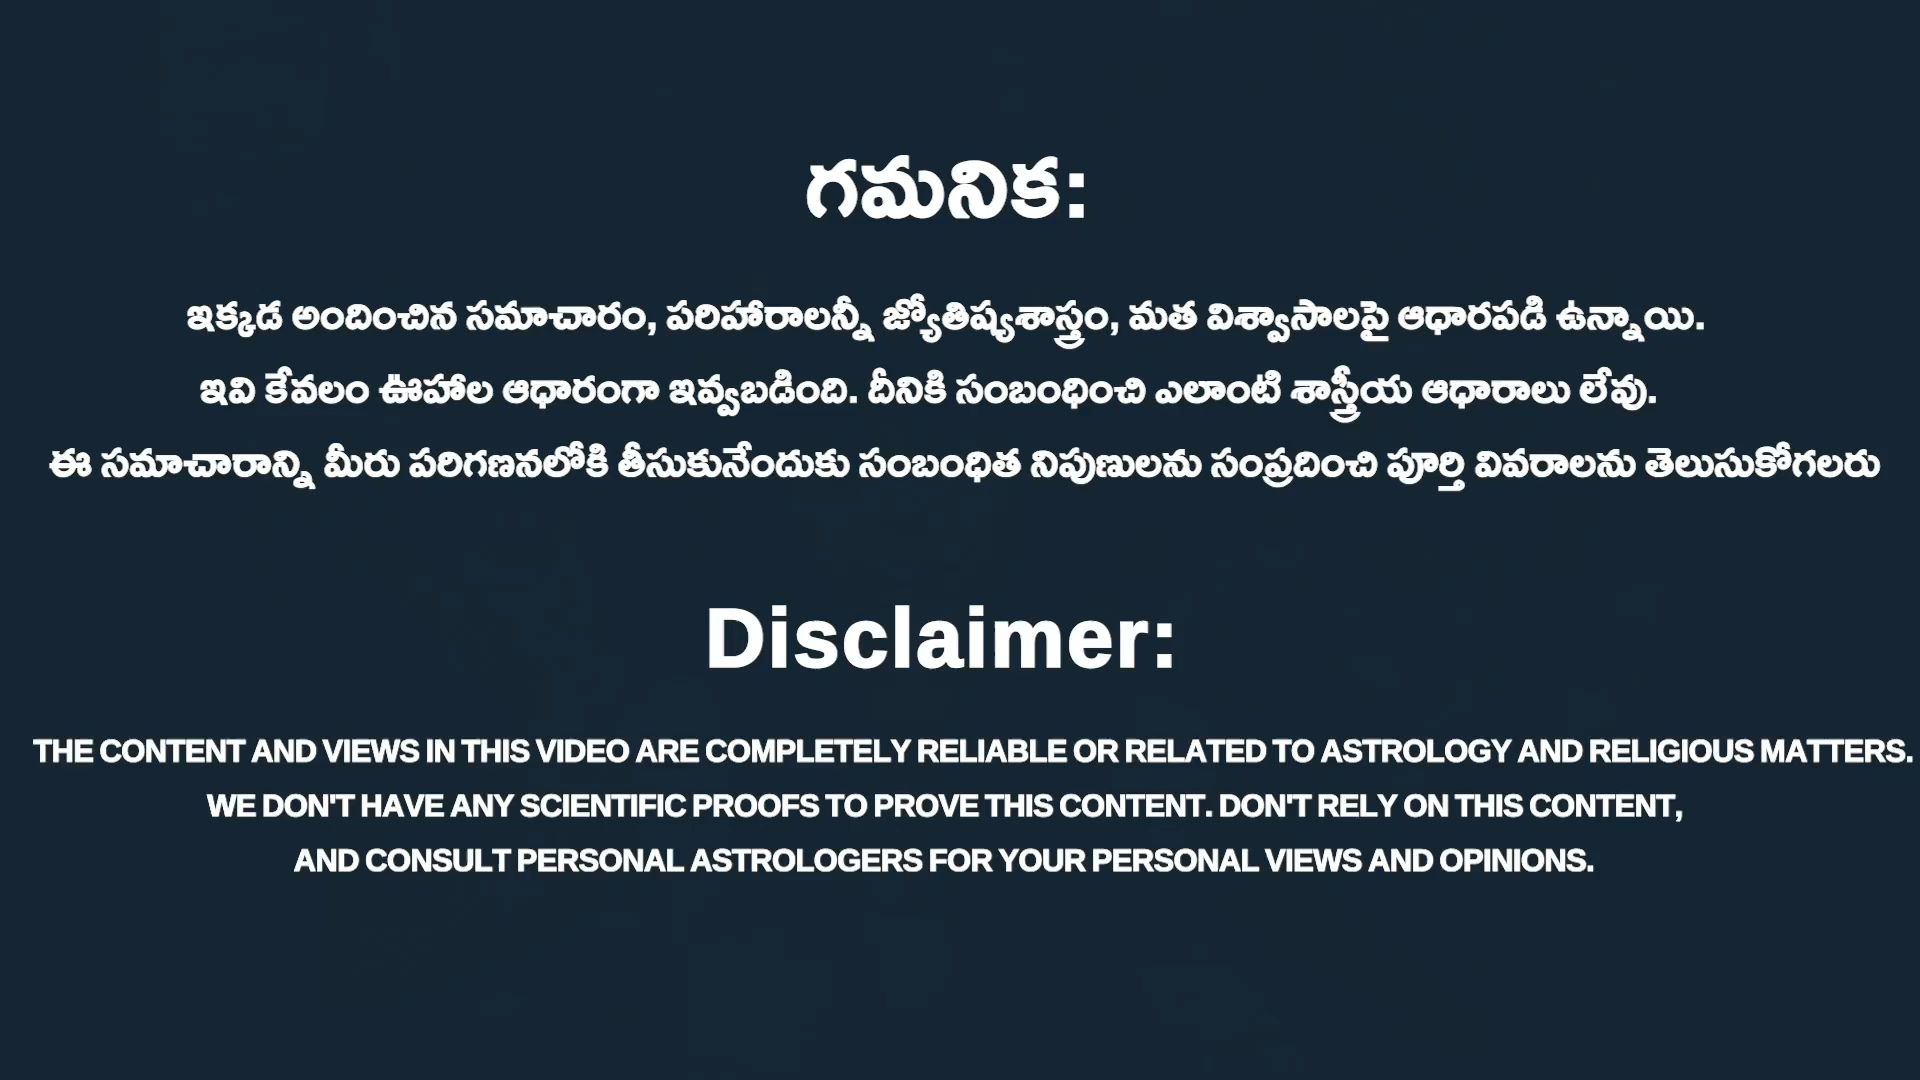 గమనిక:
ఇక్కడ అందించిన సమాచారం, పరిహారాలన్నీ జ్యోతిష్యశాస్త్రం, మత విశ్వాసాలపై ఆధారపడి ఉన్నాయి.
ఇవి కేవలం ఊహాల ఆధారంగా ఇవ్వబడింది. దీనికి సంబంధించి ఎలాంటి శాస్త్రీయ ఆధారాలు లేవు.
ఈ సమాచారాన్ని మీరు పరిగణనలోకి తీసుకునేందుకు సంబంధిత నిపుణులను సంప్రదించి పూర్తి వివరాలను తెలుసుకోగలరు
Disclaimer:
THE CONTENT AND VIEWS IN THIS VIDEO ARE COMPLETELY RELIABLE OR RELATED TO ASTROLOGY AND RELIGIOUS MATTERS.
WE DON'T HAVE ANY SCIENTIFIC PROOFS TO PROVE THIS CONTENT. DON'T RELY ON THIS CONTENT,
AND CONSULT PERSONAL ASTROLOGERS FOR YOUR PERSONAL VIEWS AND OPINIONS.